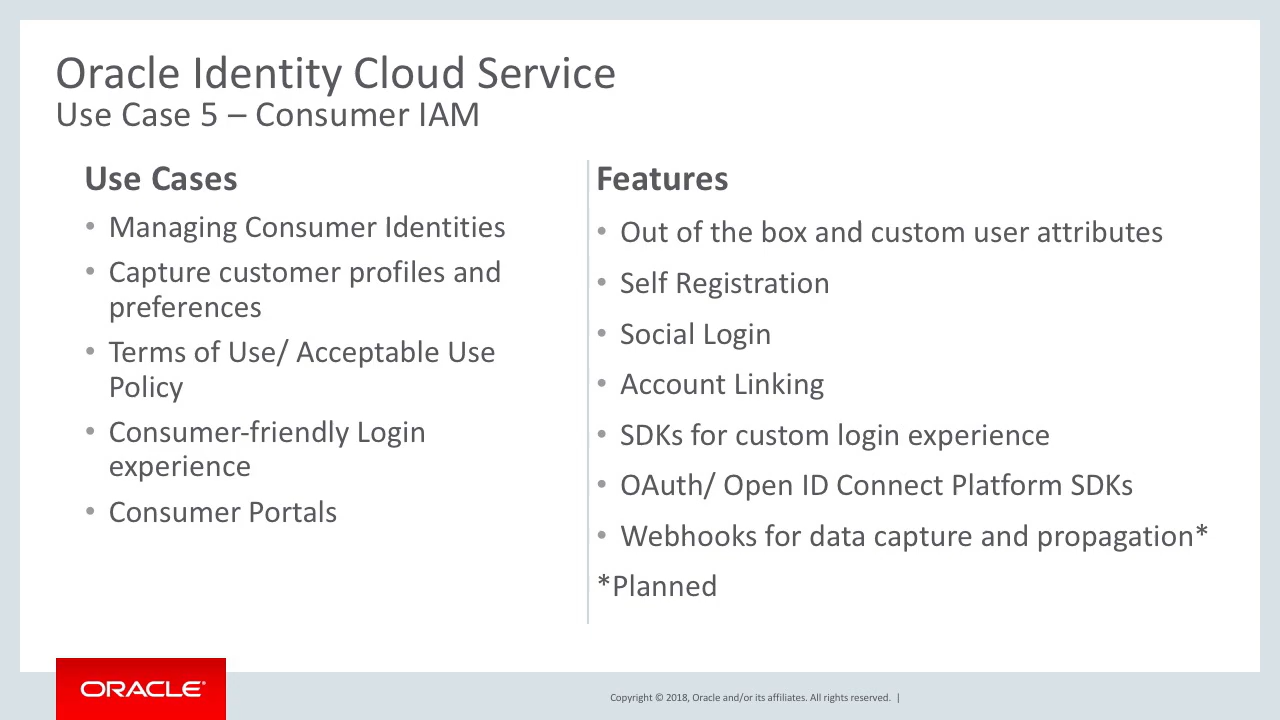 Oracle Identity Cloud Service
Use Case 5 – Consumer IAM
Use Cases
• Managing Consumer Identities
• Capture customer profiles and
preferences
• Terms of Use/ Acceptable Use
Policy
• Consumer-friendly Login
experience
• Consumer Portals
Features
• Out of the box and custom user attributes
• Self Registration
• Social Login
• Account Linking
• SDKs for custom login experience
• OAuth/ Open ID Connect Platform SDKs
• Webhooks for data capture and propagation*
*Planned
ORACLE®
Copyright © 2018, Oracle and/or its affiliates. All rights reserved. |